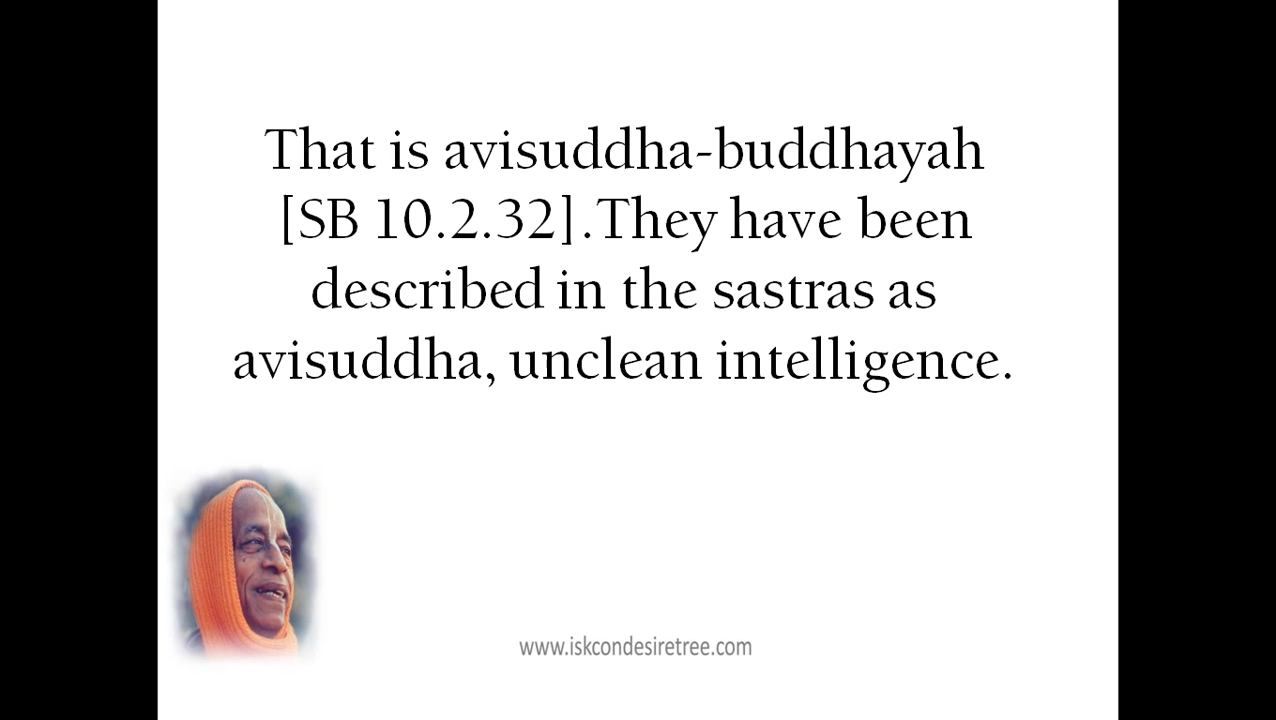 That is avisuddha-buddhayah
[SB 10.2.32].They have been
described in the sastras as
avisuddha, unclean intelligence.
www.iskcondesiretree.com